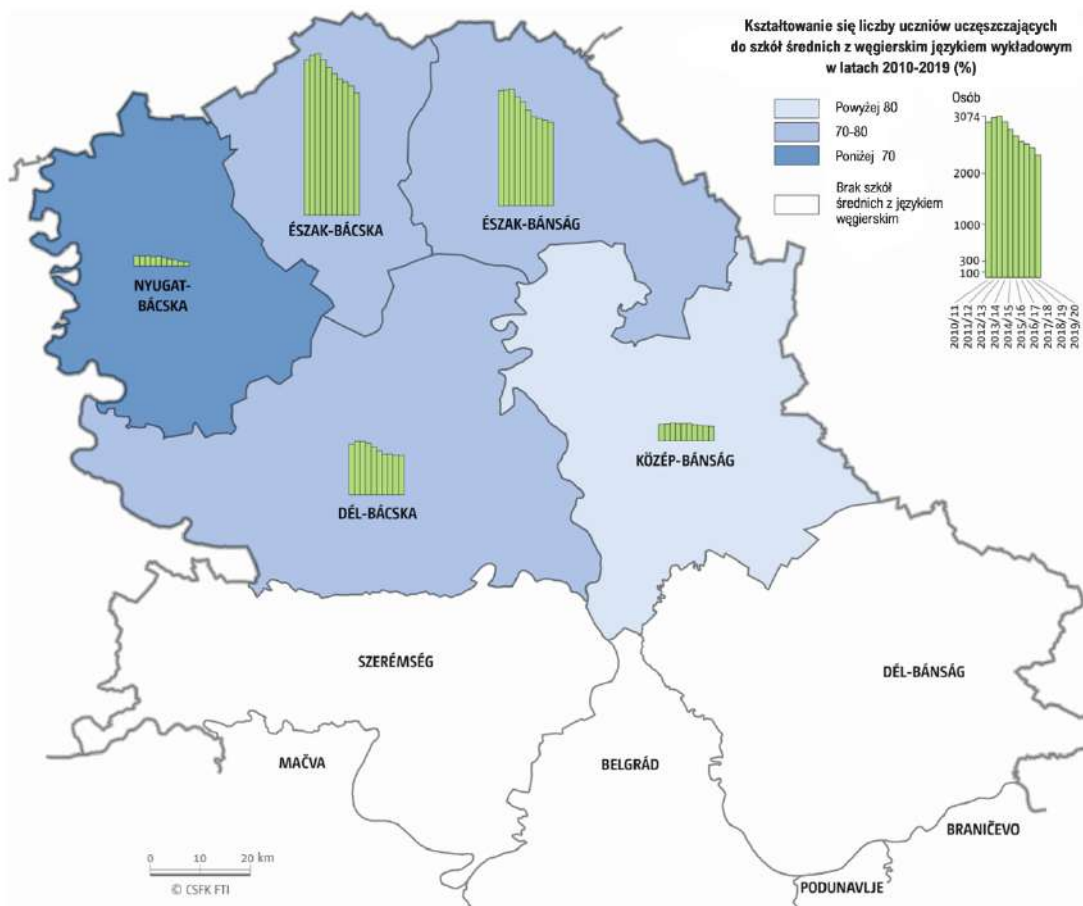 Kształtowanie się liczby uczniów uczęszczających
do szkół średnich z węgierskim językiem wykładowym
w latach 2010-2019 (%)
Powyżej 80
70-80
Poniżej 70
Brak szkół
średnich z językiem
węgierskim
Osób
3074
2000
1000
300
100
2010/11
2011/12
2012/13
2013/14
2014/15
2015/16
2016/17
2017/18
2018/19
2019/20
ÉSZAK-BÁCSKA
ÉSZAK-BÁNSÁG
NYUGAT-
BÁCSKA
KÖZÉP-BÁNSÁG
DÉL-BÁCSKA
SZERÉMSÉG
DÉL-BÁNSÁG
MAČVA
BELGRÁD
BRANIČEVO
PODUNAVLJE
0 10 20 km
© CSFK FTI